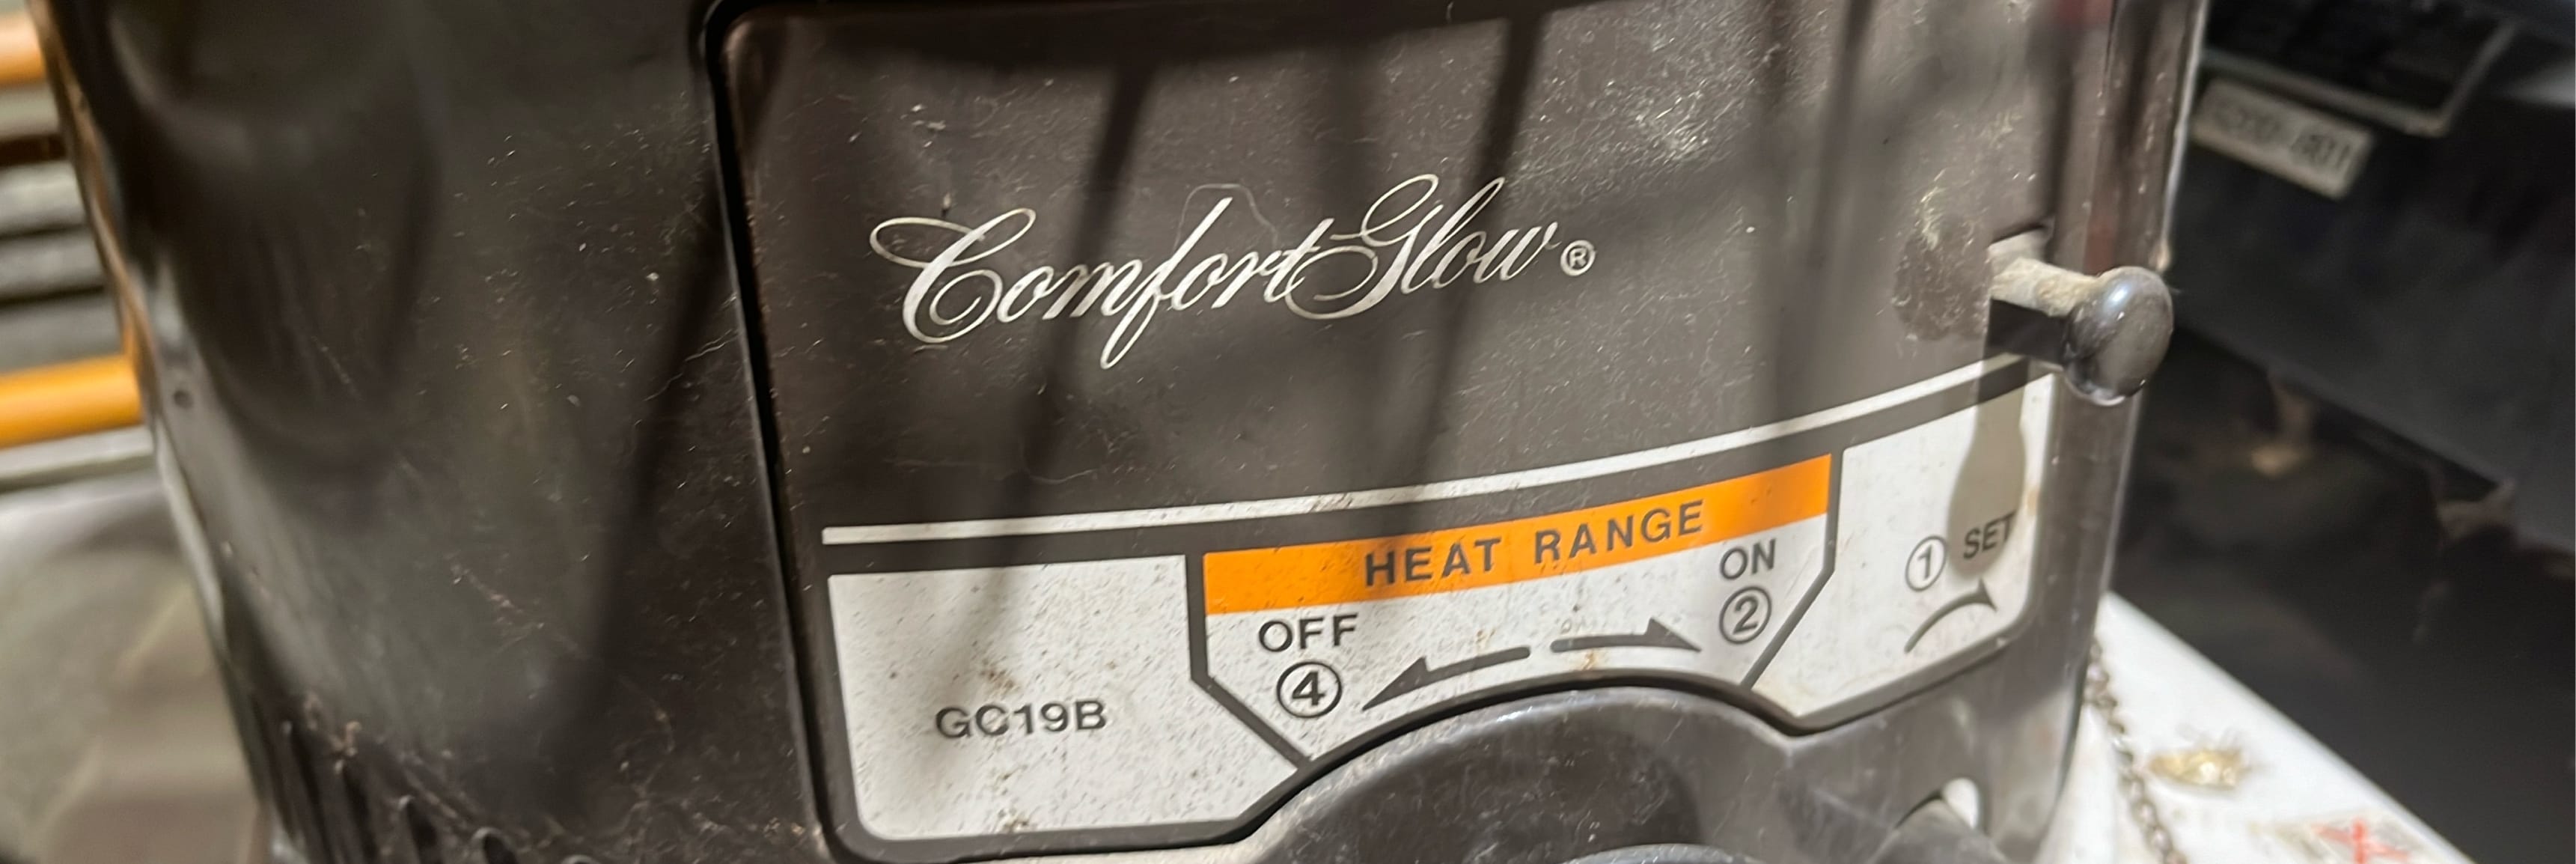 ComfortGlow®
HEAT RANGE
ON
① SET
OFF
②
④
GC19B